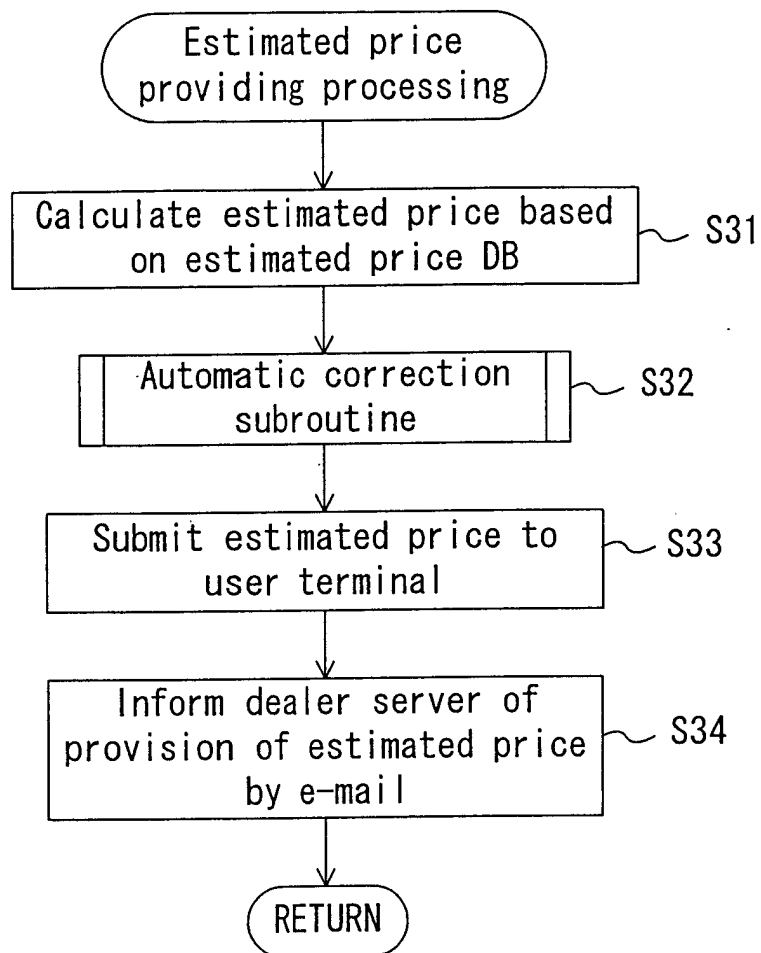 Estimated price
providing processing
Calculate estimated price based
on estimated price DB
S31
Automatic correction
subroutine
S32
Submit estimated price to
user terminal
S33
Inform dealer server of
provision of estimated price
by e-mail
S34
RETURN